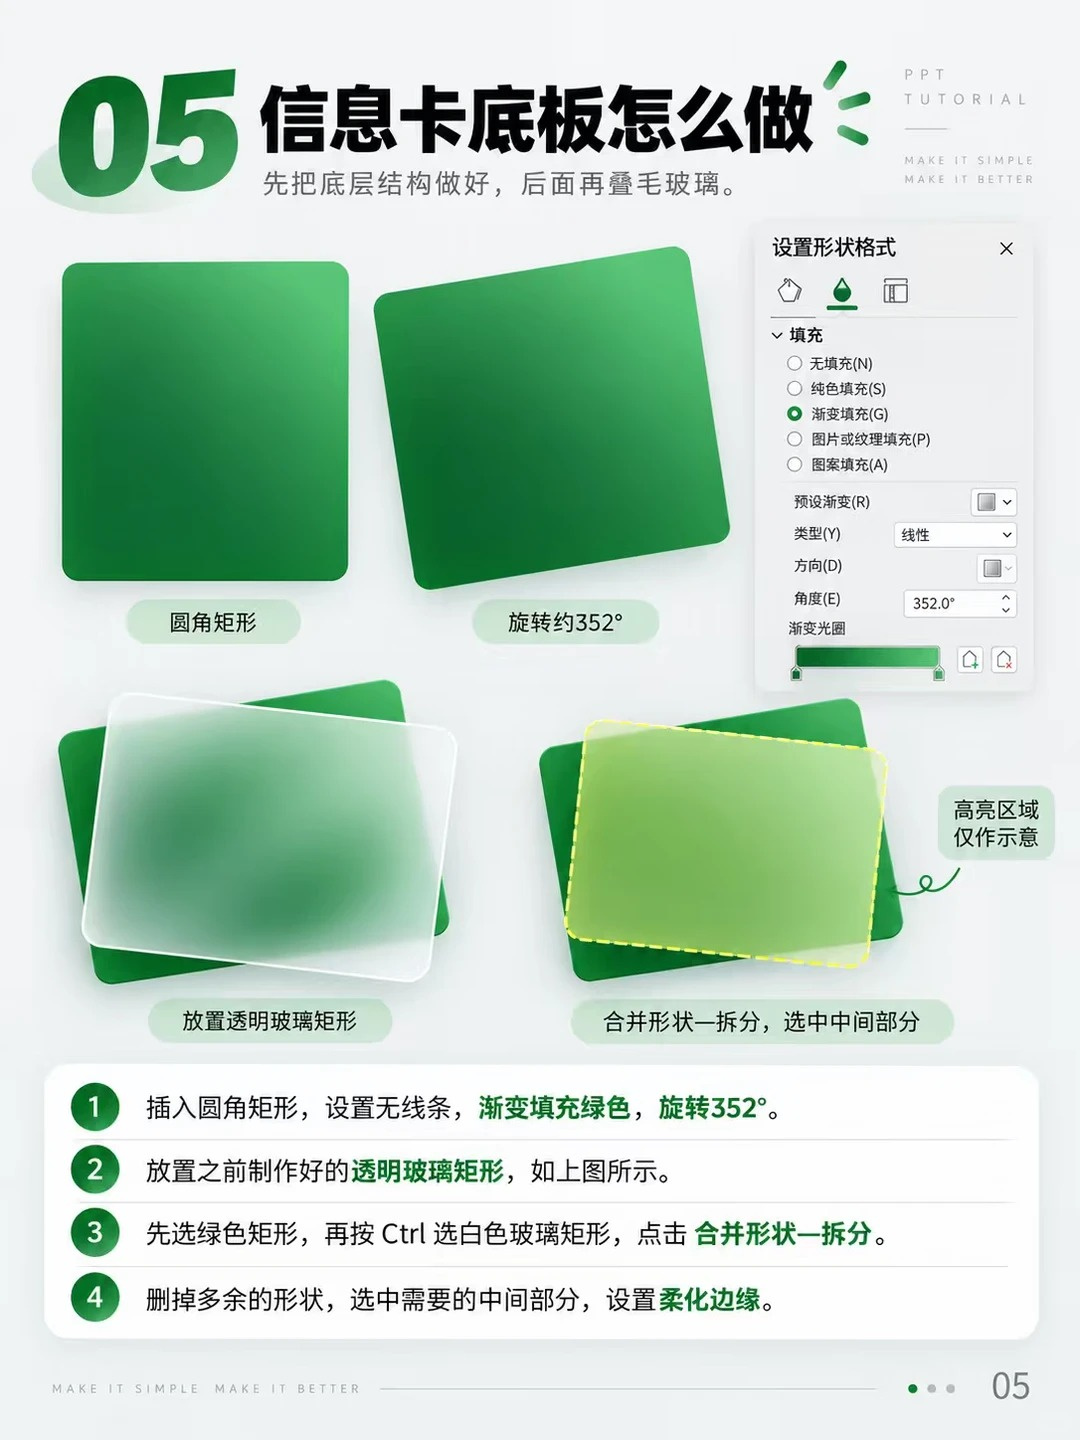 05 信息卡底板怎么做
先把底层结构做好，后面再叠毛玻璃。
PPT
TUTORIAL
MAKE IT SIMPLE
MAKE IT BETTER
圆角矩形
旋转约352°
设置形状格式
填充
无填充(N)
纯色填充(S)
渐变填充(G)
图片或纹理填充(P)
图案填充(A)
预设渐变(R)
类型(Y) 线性
方向(D)
角度(E) 352.0°
渐变光圈
放置透明玻璃矩形
合并形状—拆分，选中中间部分
高亮区域
仅作示意
1 插入圆角矩形，设置无线条，渐变填充绿色，旋转352°。
2 放置之前制作好的透明玻璃矩形，如上图所示。
3 先选绿色矩形，再按 Ctrl 选白色玻璃矩形，点击 合并形状—拆分。
4 删掉多余的形状，选中需要的中间部分，设置柔化边缘。
MAKE IT SIMPLE MAKE IT BETTER
05